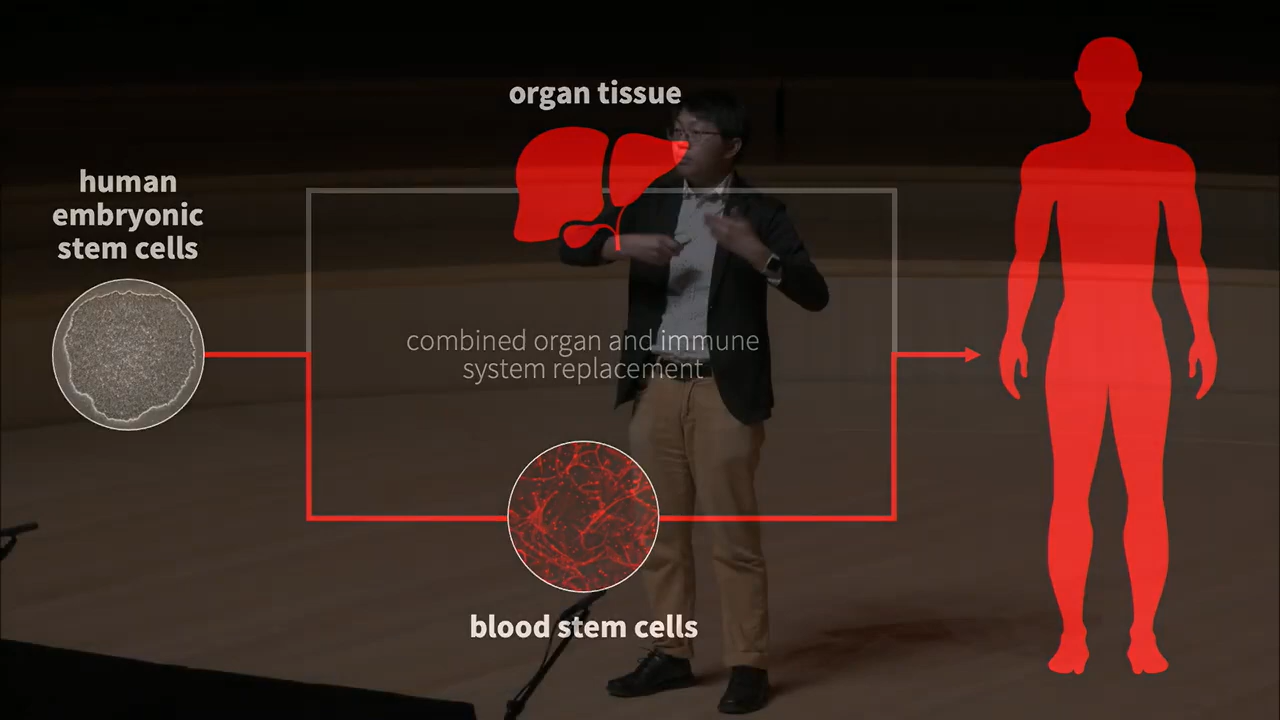 organ tissue
human
embryonic
stem cells
combined organ and immune
system replacement
blood stem cells